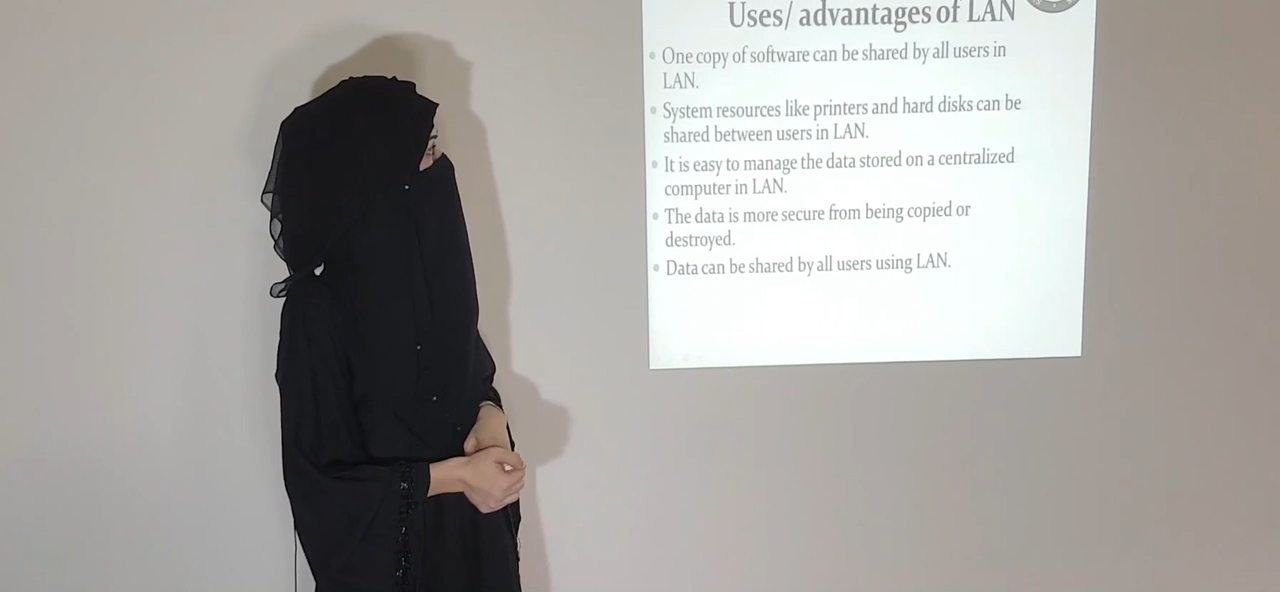 Uses/ advantages of LAN
One copy of software can be shared by all users in
LAN.
System resources like printers and hard disks can be
shared between users in LAN.
It is easy to manage the data stored on a centralized
computer in LAN.
The data is more secure from being copied or
destroyed.
Data can be shared by all users using LAN.